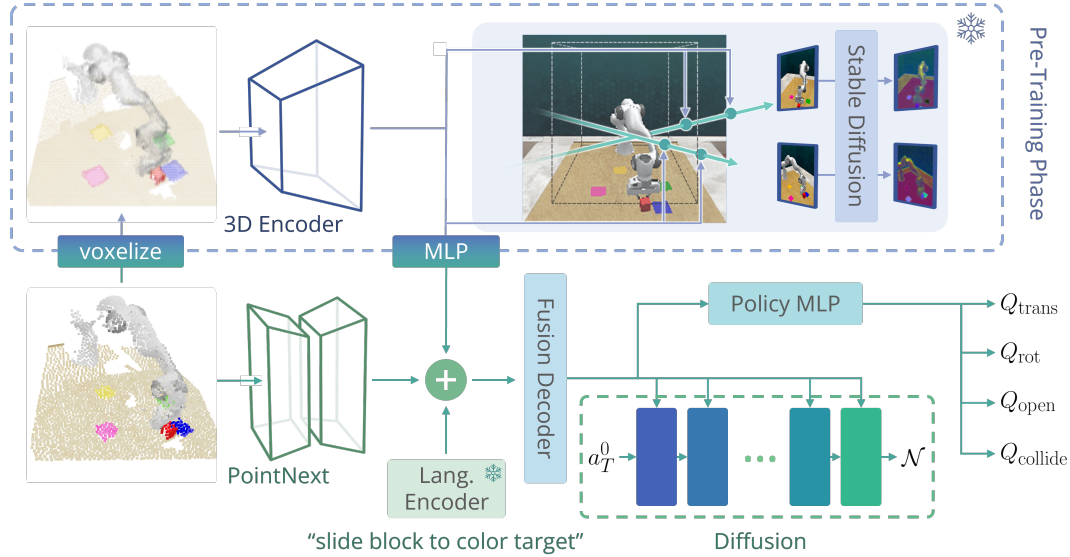 Pre-Training Phase
Stable Diffusion
3D Encoder
voxelize
MLP
Fusion Decoder
Policy MLP
Q_trans
Q_rot
Q_open
Q_collide
PointNext
Lang.
Encoder
a_T^0
𝒩
“slide block to color target”
Diffusion